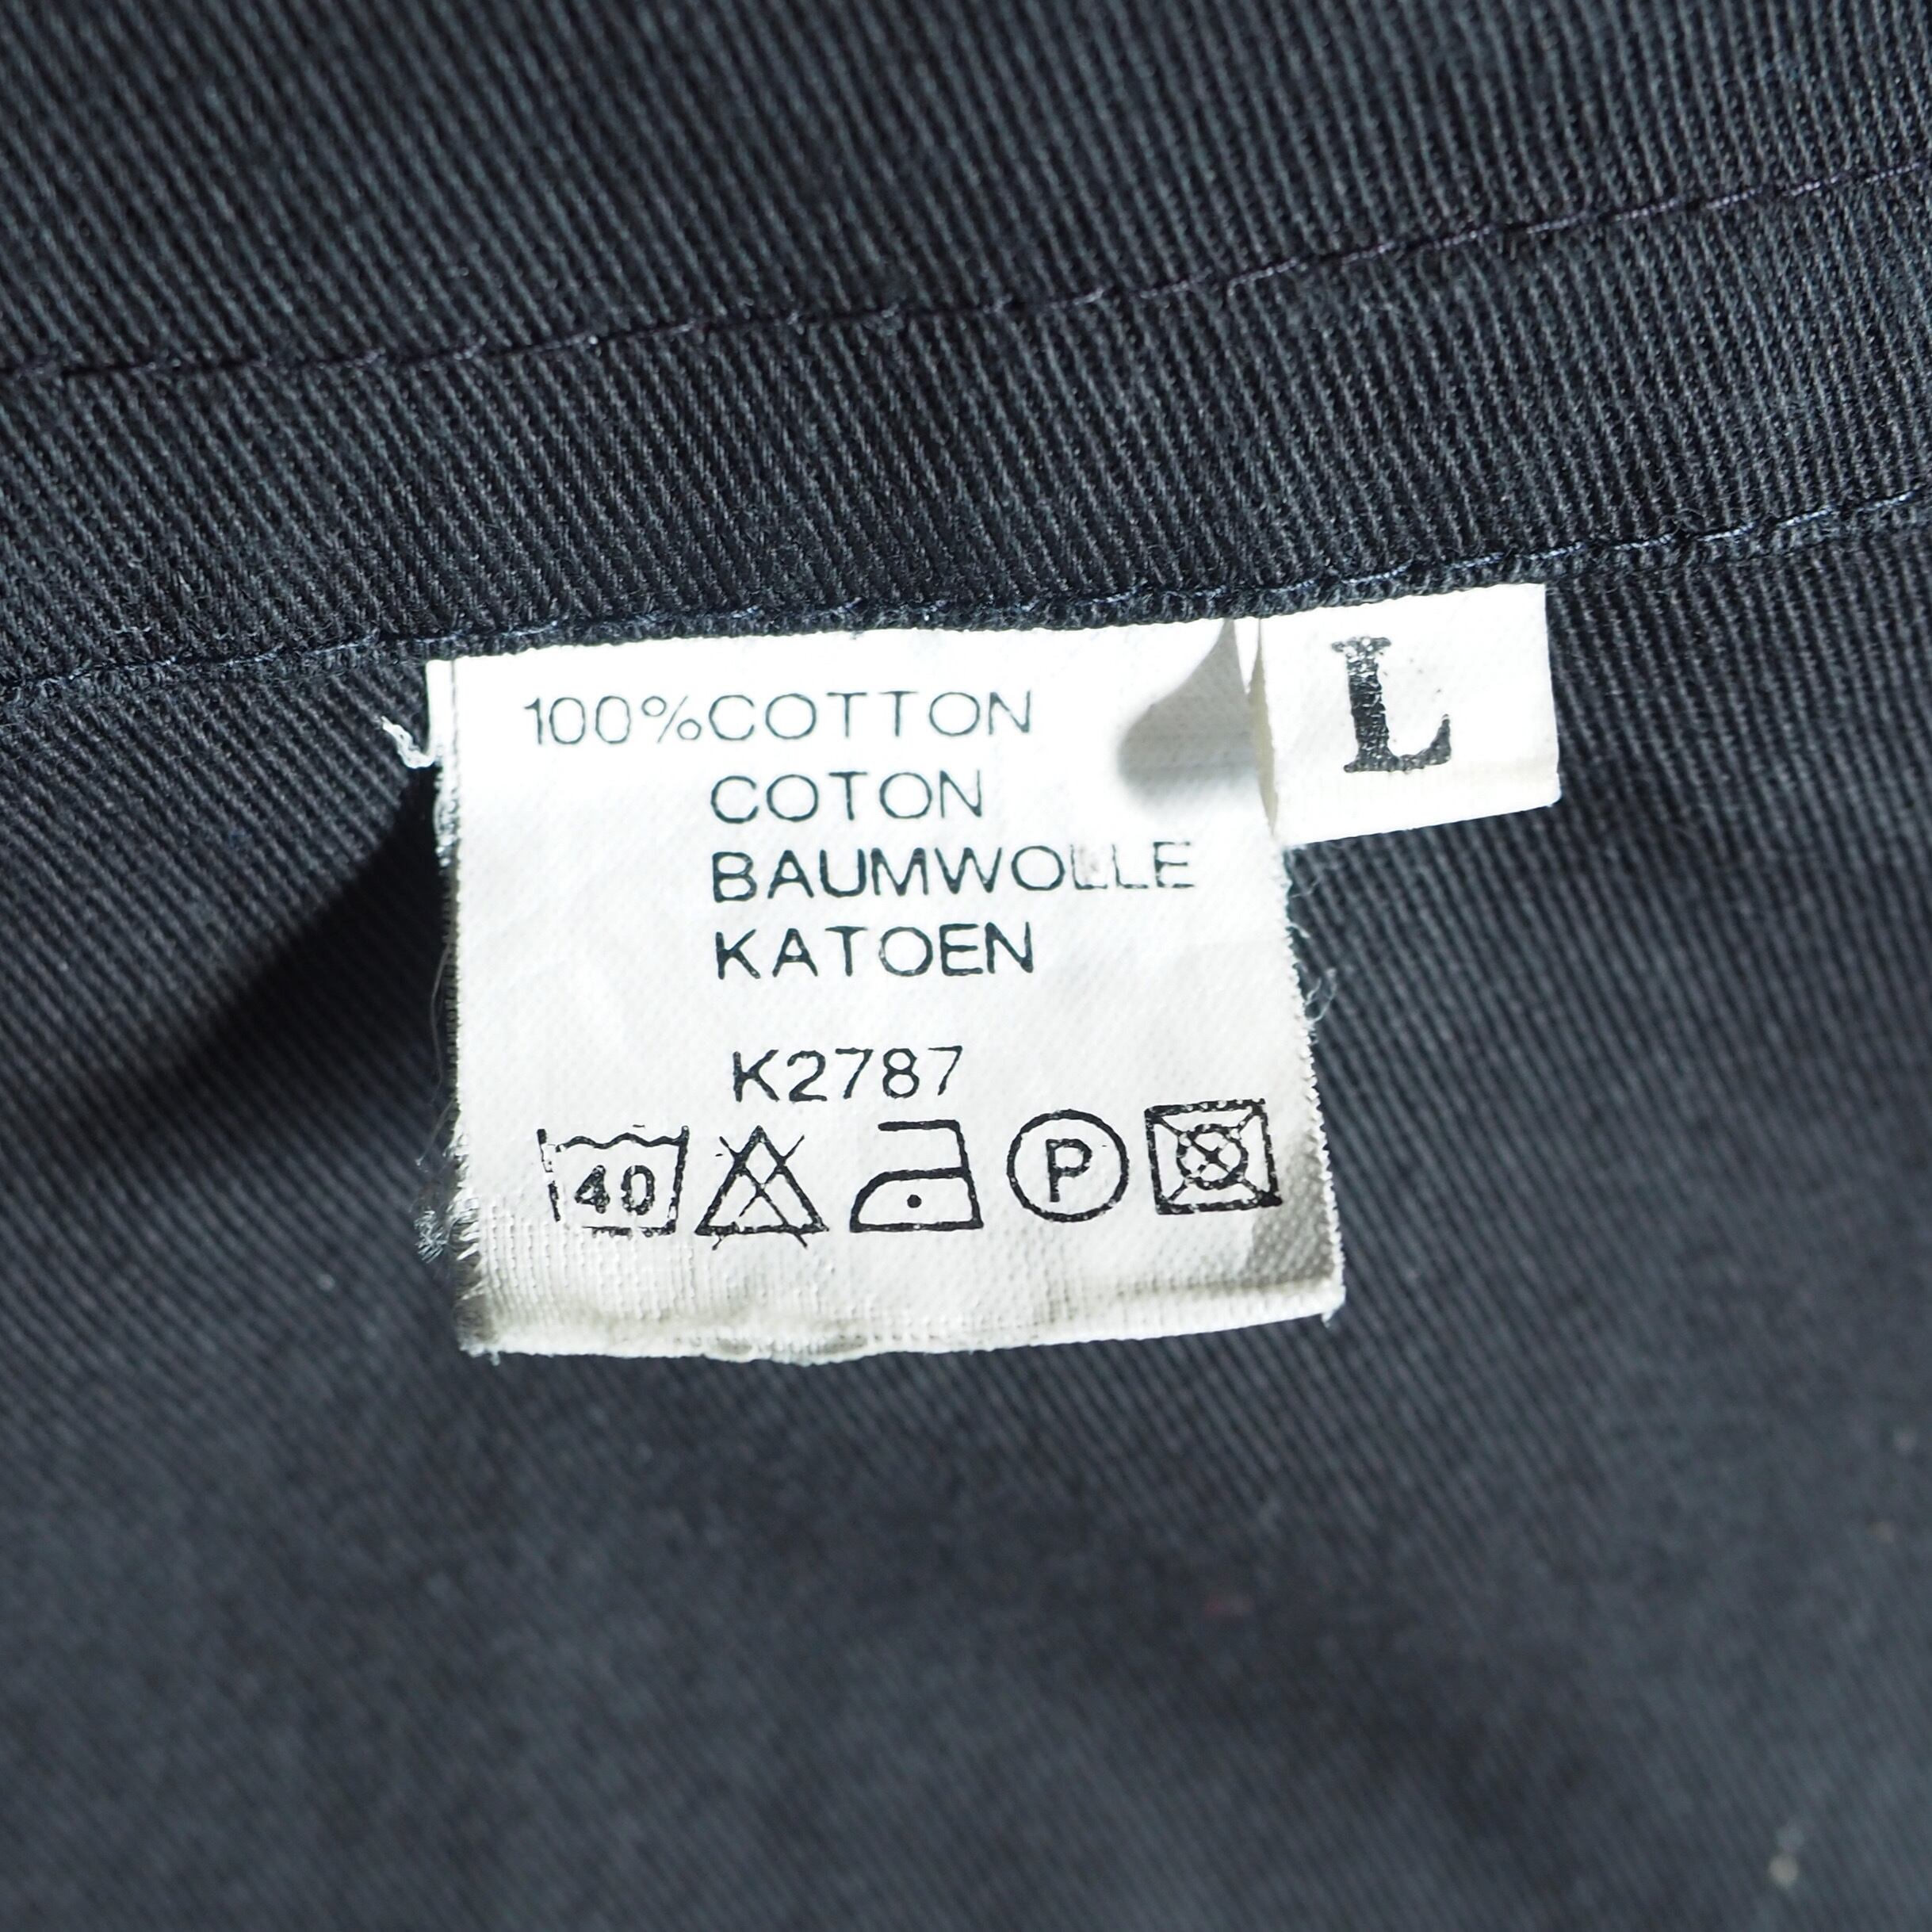 100%COTTON
COTON
BAUMWOLLE
KATOEN
K2787
40 P
L